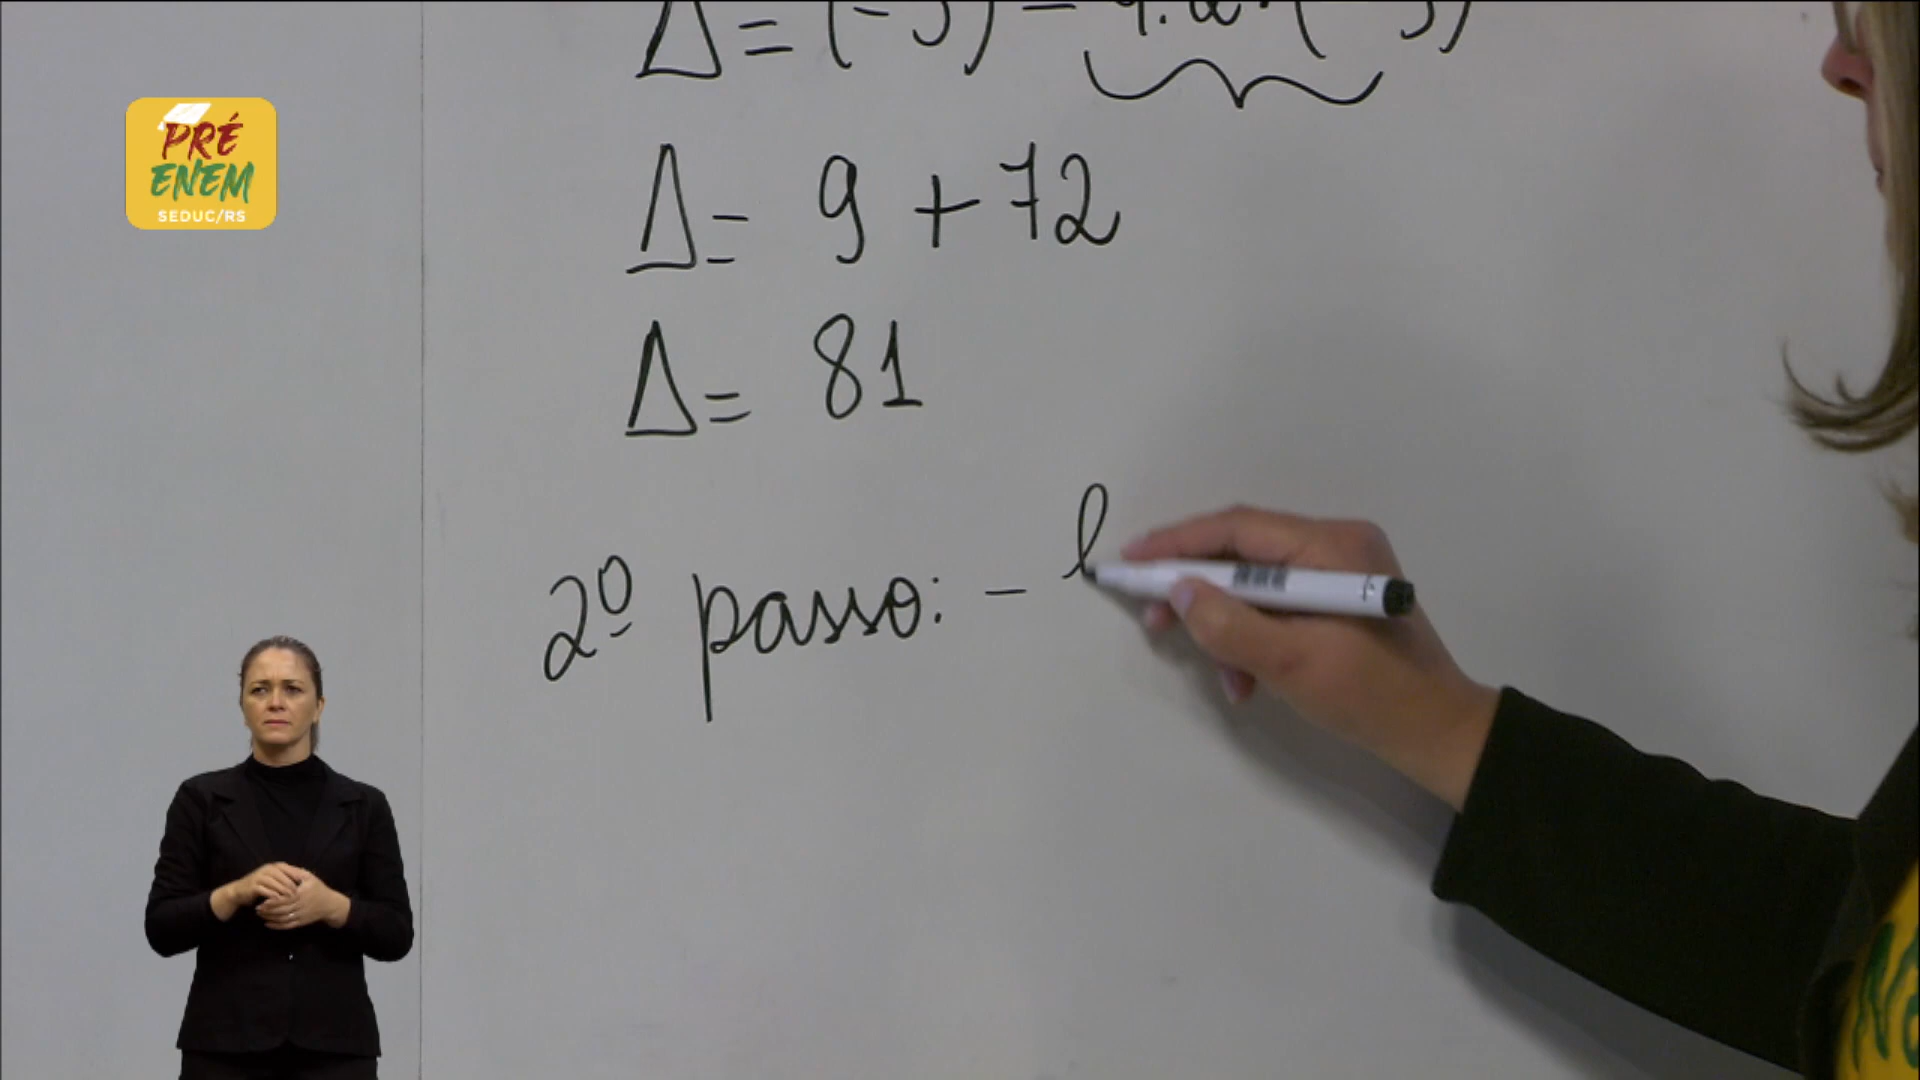 PRÉ
ENEM
SEDUC/RS
Δ = 9 + 72
Δ = 81
2º passo: - b